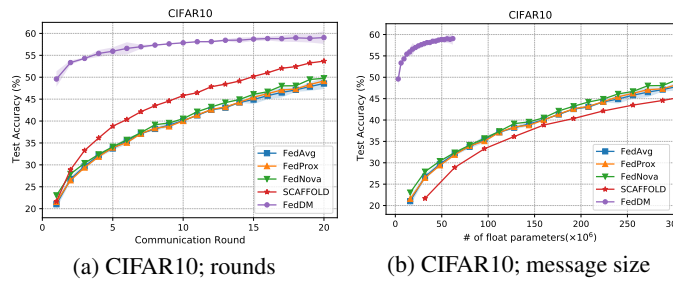 CIFAR10
60
55
50
45
40
35
30
25
20
Test Accuracy (%)
0
5
10
15
20
Communication Round
FedAvg
FedProx
FedNova
SCAFFOLD
FedDM
(a) CIFAR10; rounds
CIFAR10
60
55
50
45
40
35
30
25
20
Test Accuracy (%)
0
50
100
150
200
250
300
# of float parameters(×10⁶)
FedAvg
FedProx
FedNova
SCAFFOLD
FedDM
(b) CIFAR10; message size